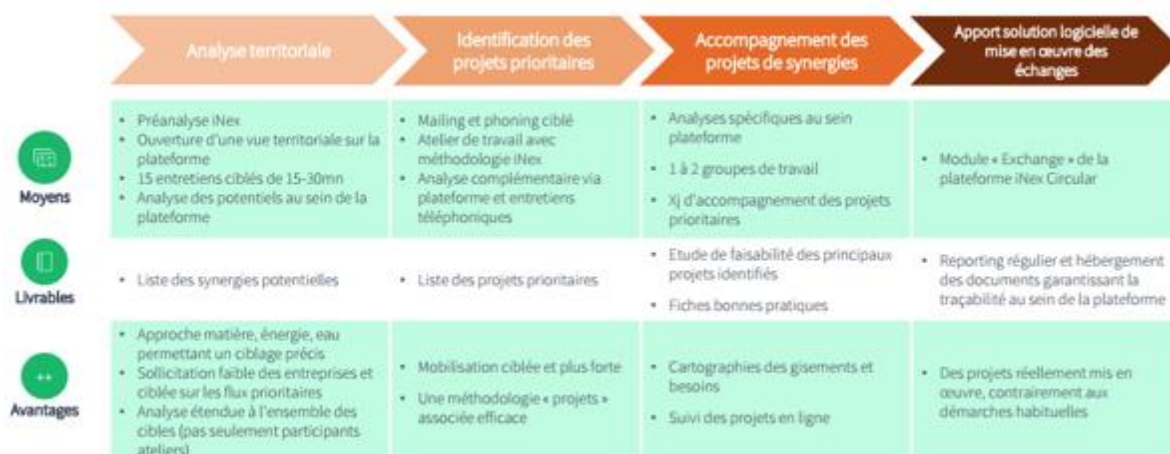 Analyse territoriale
Identification des
projets prioritaires
Accompagnement des
projets de synergies
Apport solution logicielle de
mise en œuvre des
échanges
Moyens
• Préanalyse iNex
• Ouverture d'une vue territoriale sur la
plateforme
• 15 entretiens ciblés de 15-30mn
• Analyse des potentiels au sein de la
plateforme
• Mailing et phoning ciblé
• Atelier de travail avec
méthodologie iNex
• Analyse complémentaire via
plateforme et entretiens
téléphoniques
• Analyses spécifiques au sein
plateforme
• 1 à 2 groupes de travail
• Xj d'accompagnement des projets
prioritaires
• Module « Exchange » de la
plateforme iNex Circular
Livrables
• Liste des synergies potentielles
• Liste des projets prioritaires
• Etude de faisabilité des principaux
projets identifiés
• Fiches bonnes pratiques
• Reporting régulier et hébergement
des documents garantissant la
traçabilité au sein de la plateforme
Avantages
• Approche matière, énergie, eau
permettant un ciblage précis
• Sollicitation faible des entreprises et
ciblée sur les flux prioritaires
• Analyse étendue à l'ensemble des
cibles (pas seulement participants
ateliers)
• Mobilisation ciblée et plus forte
• Une méthodologie « projets »
associée efficace
• Cartographies des gisements et
besoins
• Suivi des projets en ligne
• Des projets réellement mis en
œuvre, contrairement aux
démarches habituelles